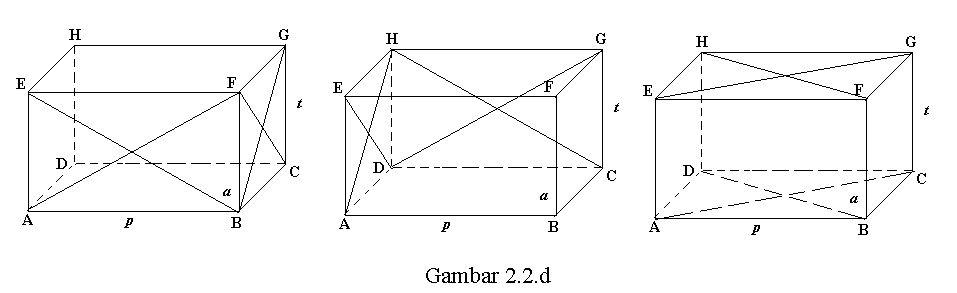 H G H G H G
E F E F E F
t t t
D C D C D C
a a a
A B A B A B
p p p
Gambar 2.2.d